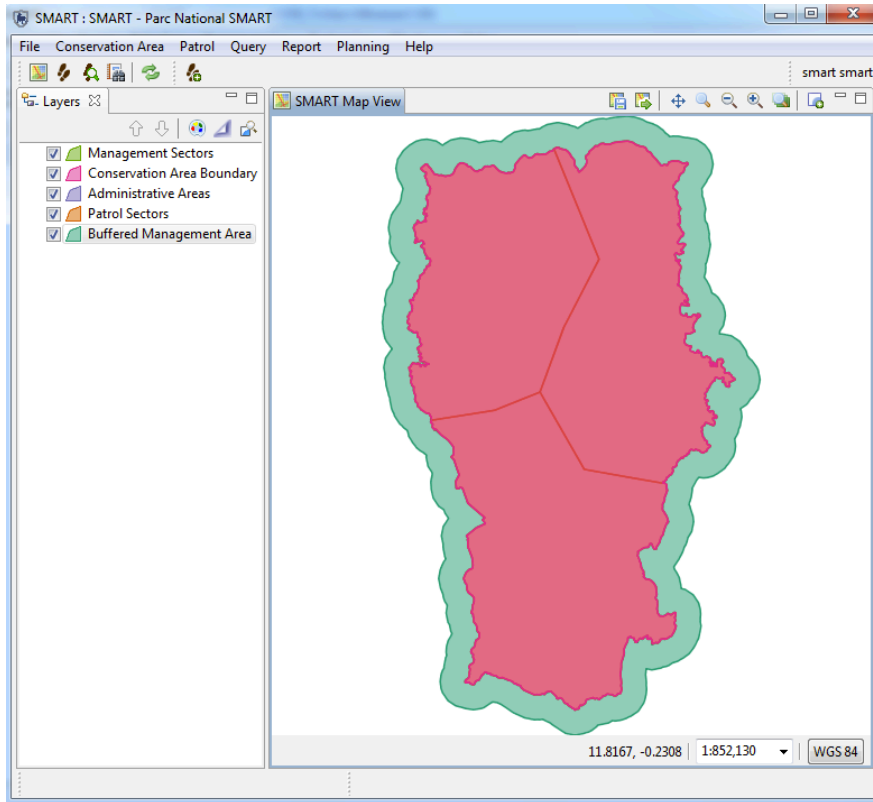 SMART : SMART - Parc National SMART
File Conservation Area Patrol Query Report Planning Help
smart smart
Layers
Management Sectors
Conservation Area Boundary
Administrative Areas
Patrol Sectors
Buffered Management Area
SMART Map View
11.8167, -0.2308
1:852,130
WGS 84